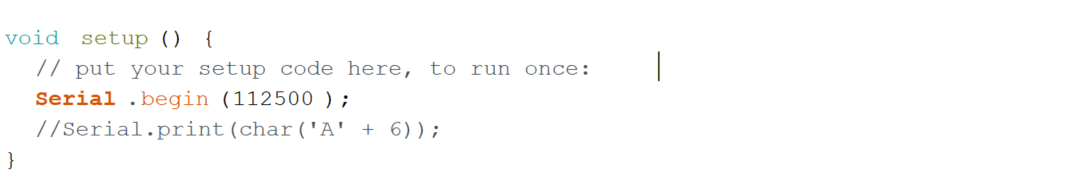 void setup () {
// put your setup code here, to run once:
Serial .begin (112500 );
//Serial.print(char('A' + 6));
}